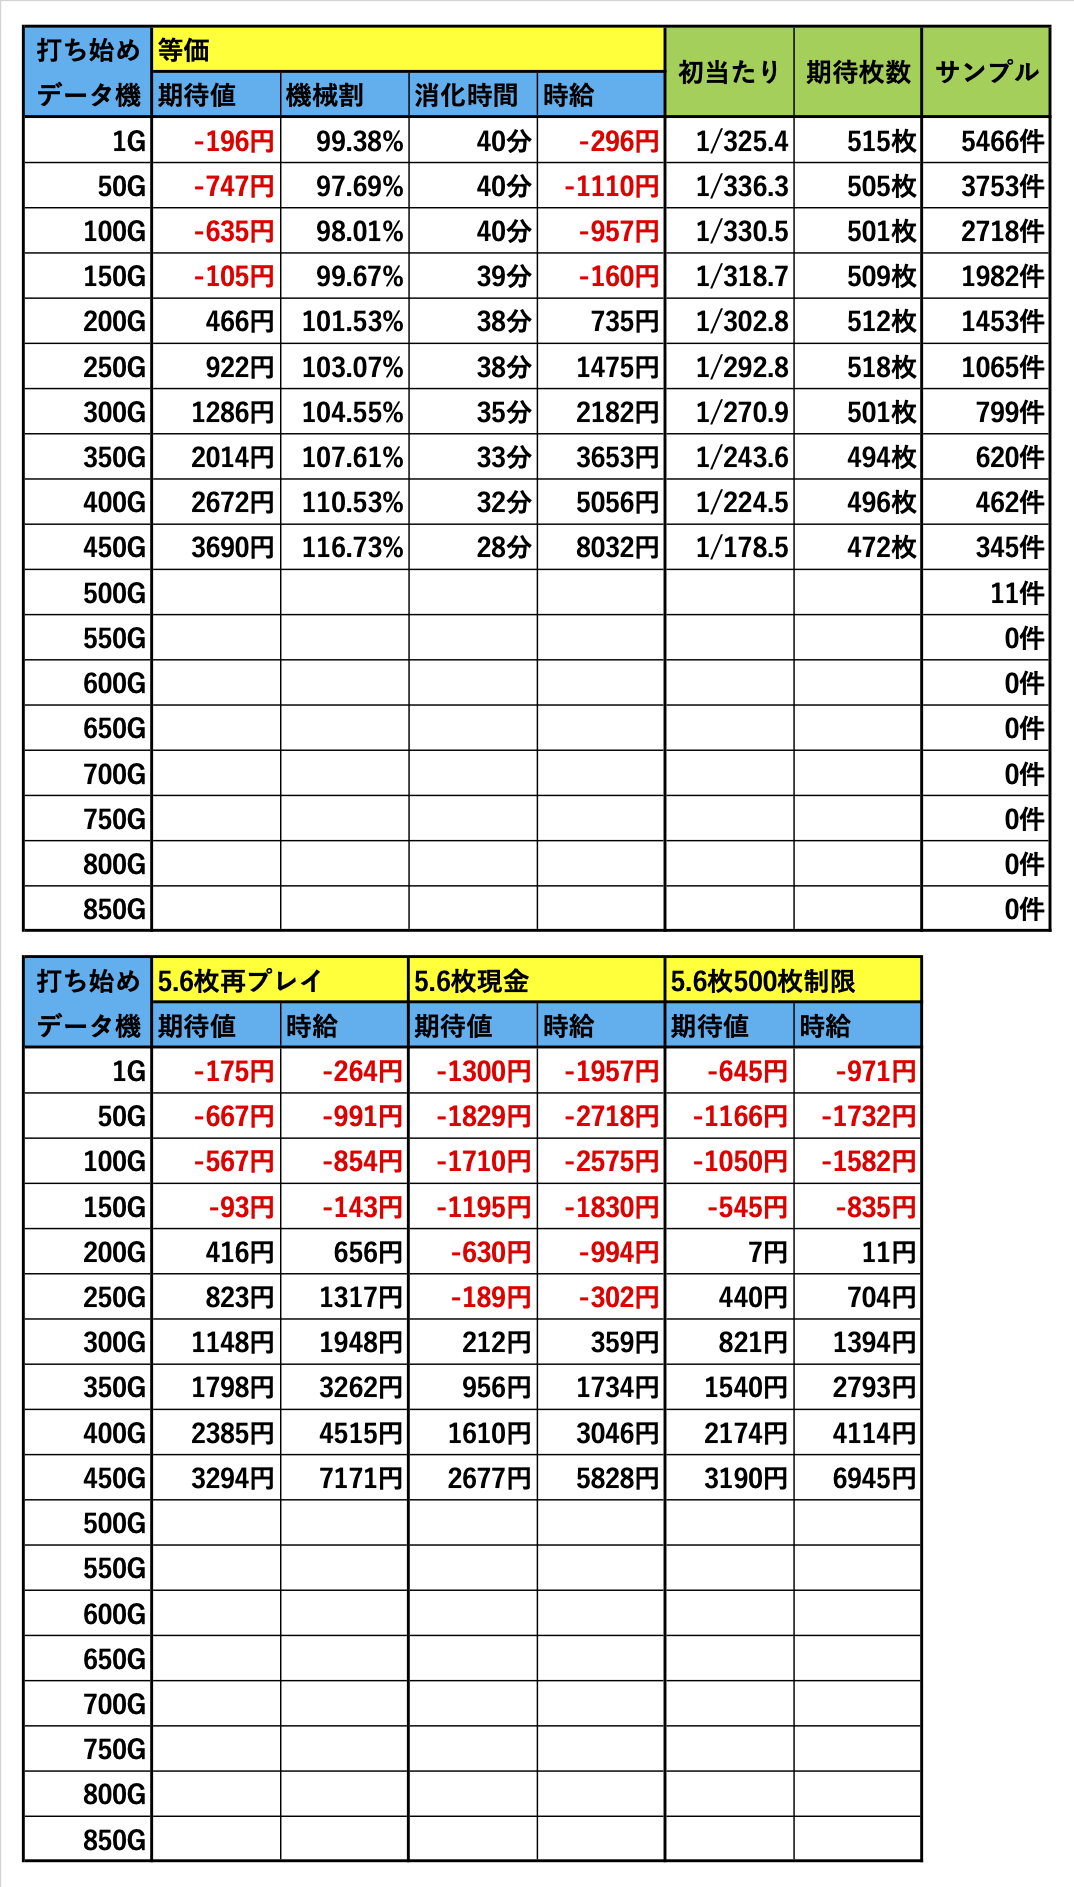 打ち始め 等価 初当たり 期待枚数 サンプル
データ機 期待値 機械割 消化時間 時給
1G -196円 99.38% 40分 -296円 1/325.4 515枚 5466件
50G -747円 97.69% 40分 -1110円 1/336.3 505枚 3753件
100G -635円 98.01% 40分 -957円 1/330.5 501枚 2718件
150G -105円 99.67% 39分 -160円 1/318.7 509枚 1982件
200G 466円 101.53% 38分 735円 1/302.8 512枚 1453件
250G 922円 103.07% 38分 1475円 1/292.8 518枚 1065件
300G 1286円 104.55% 35分 2182円 1/270.9 501枚 799件
350G 2014円 107.61% 33分 3653円 1/243.6 494枚 620件
400G 2672円 110.53% 32分 5056円 1/224.5 496枚 462件
450G 3690円 116.73% 28分 8032円 1/178.5 472枚 345件
500G 11件
550G 0件
600G 0件
650G 0件
700G 0件
750G 0件
800G 0件
850G 0件
打ち始め 5.6枚再プレイ 5.6枚現金 5.6枚500枚制限
データ機 期待値 時給 期待値 時給 期待値 時給
1G -175円 -264円 -1300円 -1957円 -645円 -971円
50G -667円 -991円 -1829円 -2718円 -1166円 -1732円
100G -567円 -854円 -1710円 -2575円 -1050円 -1582円
150G -93円 -143円 -1195円 -1830円 -545円 -835円
200G 416円 656円 -630円 -994円 7円 11円
250G 823円 1317円 -189円 -302円 440円 704円
300G 1148円 1948円 212円 359円 821円 1394円
350G 1798円 3262円 956円 1734円 1540円 2793円
400G 2385円 4515円 1610円 3046円 2174円 4114円
450G 3294円 7171円 2677円 5828円 3190円 6945円
500G
550G
600G
650G
700G
750G
800G
850G